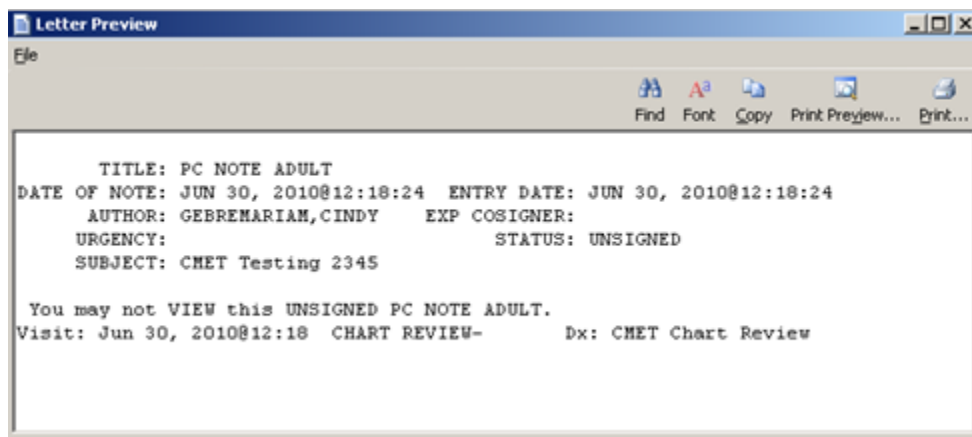 Letter Preview
File
Find Font Copy Print Preview... Print...
TITLE: PC NOTE ADULT
DATE OF NOTE: JUN 30, 2010@12:18:24 ENTRY DATE: JUN 30, 2010@12:18:24
AUTHOR: GEBREMARIAM,CINDY EXP COSIGNER:
URGENCY: STATUS: UNSIGNED
SUBJECT: CMET Testing 2345
You may not VIEW this UNSIGNED PC NOTE ADULT.
Visit: Jun 30, 2010@12:18 CHART REVIEW- Dx: CMET Chart Review